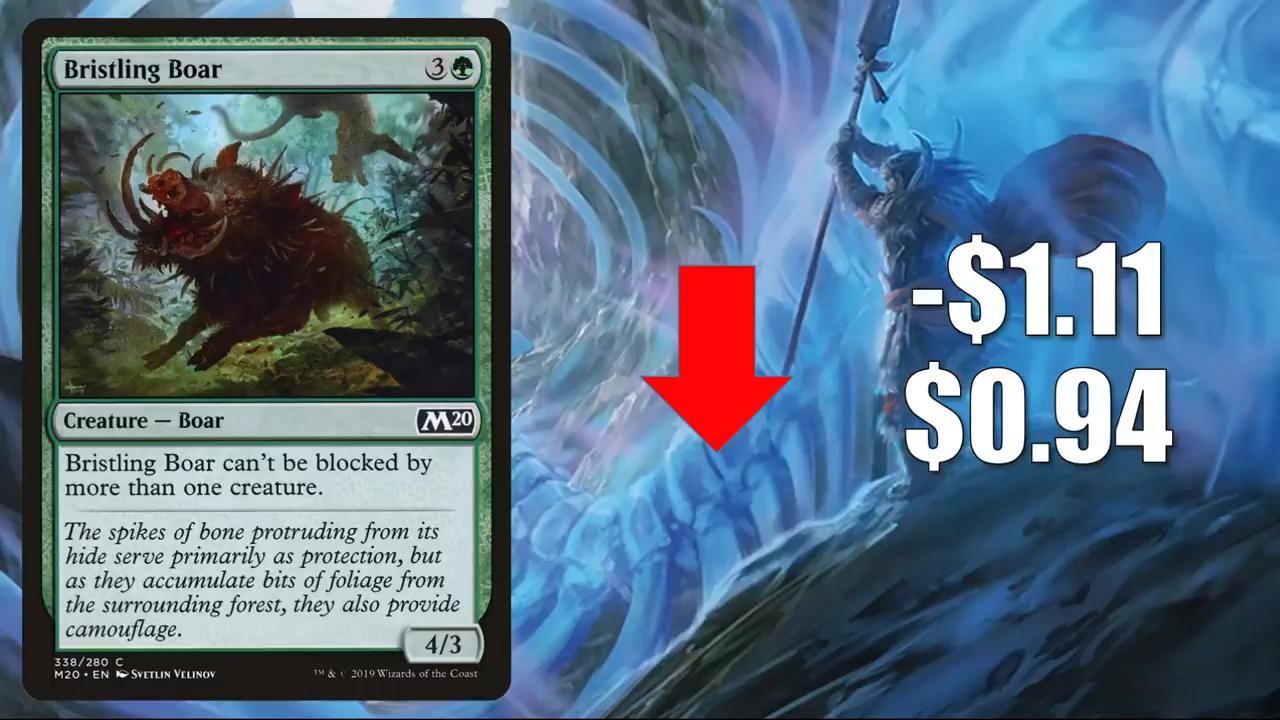 Bristling Boar 3
Creature — Boar M20
Bristling Boar can't be blocked by
more than one creature.
The spikes of bone protruding from its
hide serve primarily as protection, but
as they accumulate bits of foliage from
the surrounding forest, they also provide
camouflage.
4/3
338/280 C
M20 • EN SVETLIN VELINOV
™ & © 2019 Wizards of the Coast
-$1.11
$0.94